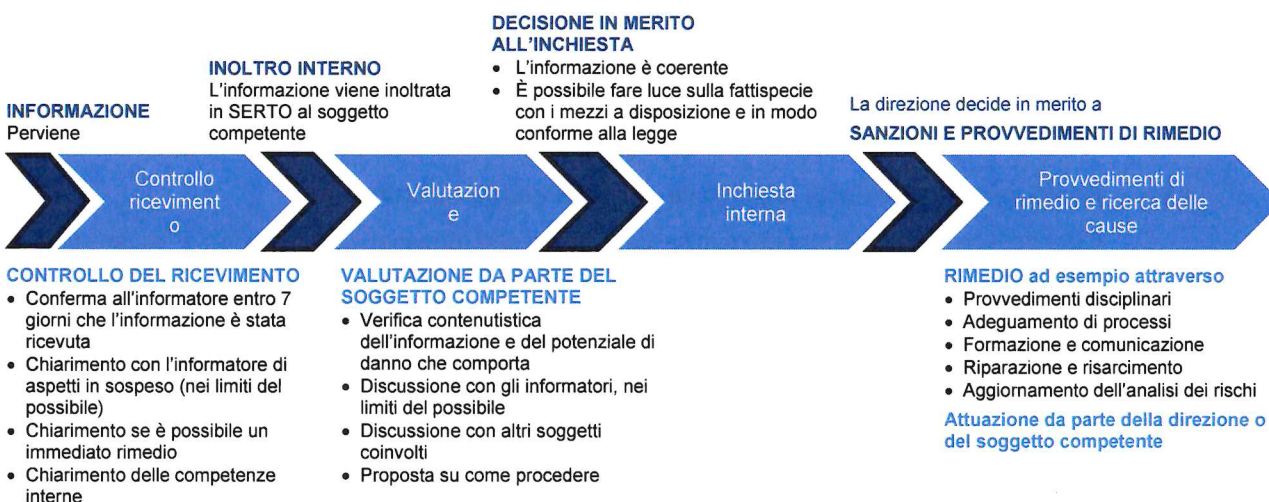 INFORMAZIONE
Perviene
INOLTRO INTERNO
L'informazione viene inoltrata
in SERTO al soggetto
competente
DECISIONE IN MERITO
ALL'INCHIESTA
• L'informazione è coerente
• È possibile fare luce sulla fattispecie
con i mezzi a disposizione e in modo
conforme alla legge
La direzione decide in merito a
SANZIONI E PROVVEDIMENTI DI RIMEDIO
Controllo
riceviment
o
Valutazion
e
Inchiesta
interna
Provvedimenti di
rimedio e ricerca delle
cause
CONTROLLO DEL RICEVIMENTO
• Conferma all'informatore entro 7
giorni che l'informazione è stata
ricevuta
• Chiarimento con l'informatore di
aspetti in sospeso (nei limiti del
possibile)
• Chiarimento se è possibile un
immediato rimedio
• Chiarimento delle competenze
interne
VALUTAZIONE DA PARTE DEL
SOGGETTO COMPETENTE
• Verifica contenutistica
dell'informazione e del potenziale di
danno che comporta
• Discussione con gli informatori, nei
limiti del possibile
• Discussione con altri soggetti
coinvolti
• Proposta su come procedere
RIMEDIO ad esempio attraverso
• Provvedimenti disciplinari
• Adeguamento di processi
• Formazione e comunicazione
• Riparazione e risarcimento
• Aggiornamento dell'analisi dei rischi
Attuazione da parte della direzione o
del soggetto competente